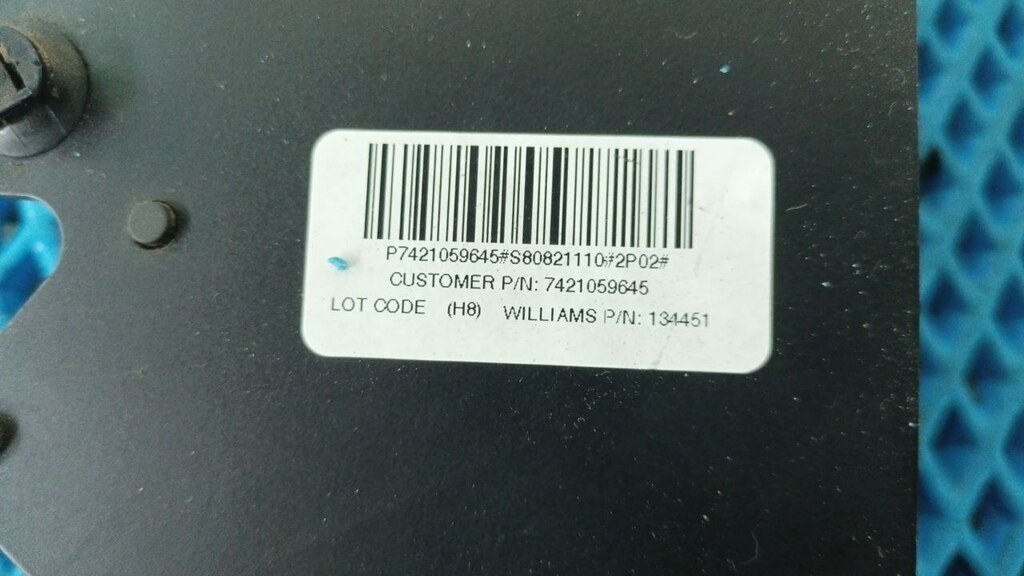 P7421059645#S80821110#2P02#
CUSTOMER P/N: 7421059645
LOT CODE (H8) WILLIAMS P/N: 134451